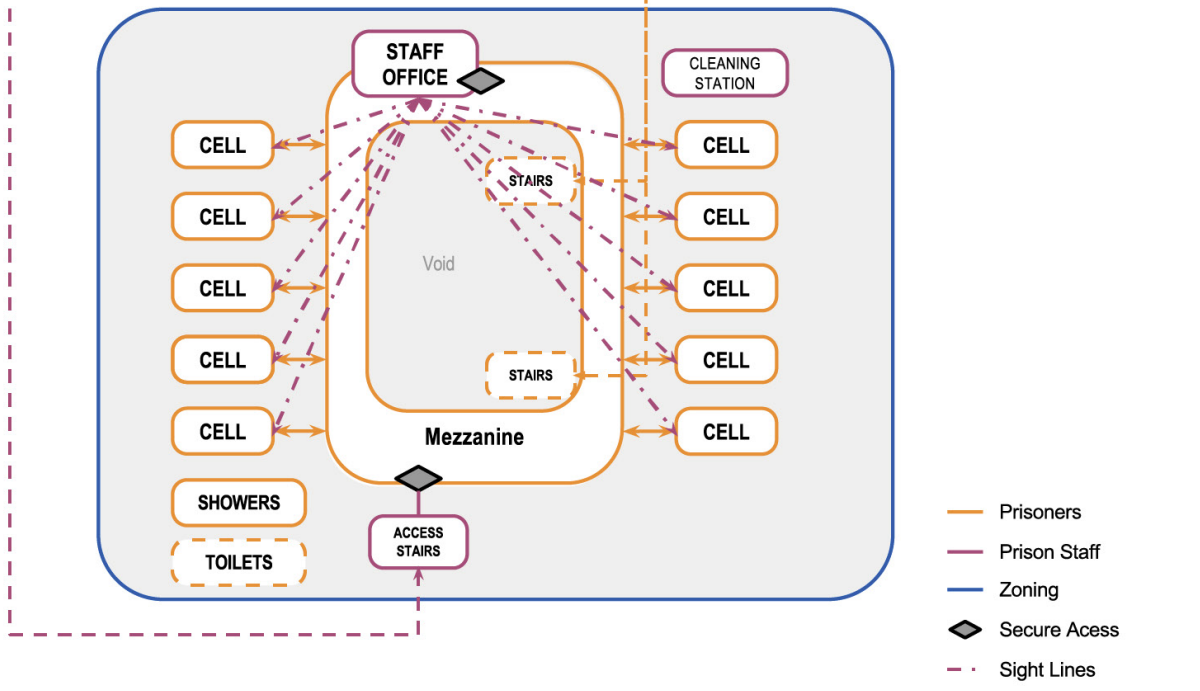 STAFF
OFFICE
CLEANING
STATION
CELL
CELL
STAIRS
CELL
CELL
Void
CELL
CELL
CELL
CELL
STAIRS
CELL
CELL
Mezzanine
SHOWERS
ACCESS
STAIRS
TOILETS
Prisoners
Prison Staff
Zoning
Secure Acess
Sight Lines